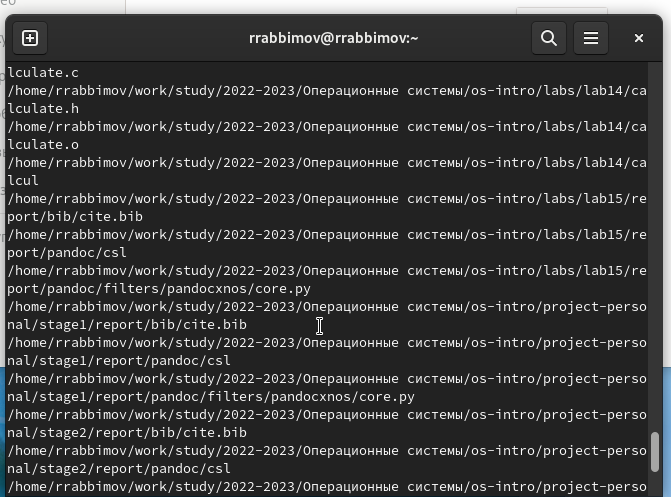 rrabbimov@rrabbimov:~
lculate.c
/home/rrabbimov/work/study/2022-2023/Операционные системы/os-intro/labs/lab14/ca
lculate.h
/home/rrabbimov/work/study/2022-2023/Операционные системы/os-intro/labs/lab14/ca
lculate.o
/home/rrabbimov/work/study/2022-2023/Операционные системы/os-intro/labs/lab14/ca
lcul
/home/rrabbimov/work/study/2022-2023/Операционные системы/os-intro/labs/lab15/re
port/bib/cite.bib
/home/rrabbimov/work/study/2022-2023/Операционные системы/os-intro/labs/lab15/re
port/pandoc/csl
/home/rrabbimov/work/study/2022-2023/Операционные системы/os-intro/labs/lab15/re
port/pandoc/filters/pandocxnos/core.py
/home/rrabbimov/work/study/2022-2023/Операционные системы/os-intro/project-perso
nal/stage1/report/bib/cite.bib
/home/rrabbimov/work/study/2022-2023/Операционные системы/os-intro/project-perso
nal/stage1/report/pandoc/csl
/home/rrabbimov/work/study/2022-2023/Операционные системы/os-intro/project-perso
nal/stage1/report/pandoc/filters/pandocxnos/core.py
/home/rrabbimov/work/study/2022-2023/Операционные системы/os-intro/project-perso
nal/stage2/report/bib/cite.bib
/home/rrabbimov/work/study/2022-2023/Операционные системы/os-intro/project-perso
nal/stage2/report/pandoc/csl
/home/rrabbimov/work/study/2022-2023/Операционные системы/os-intro/project-perso